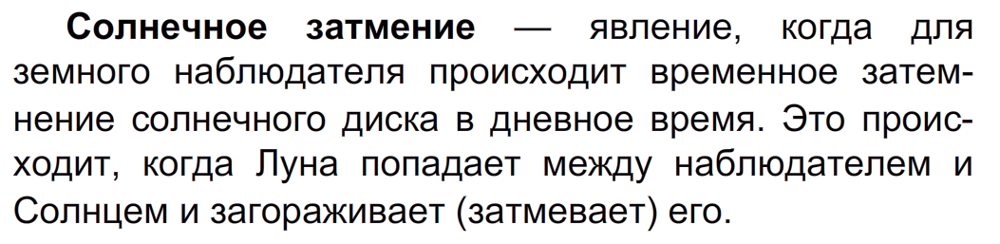 Солнечное затмение — явление, когда для
земного наблюдателя происходит временное затем-
нение солнечного диска в дневное время. Это проис-
ходит, когда Луна попадает между наблюдателем и
Солнцем и загораживает (затмевает) его.